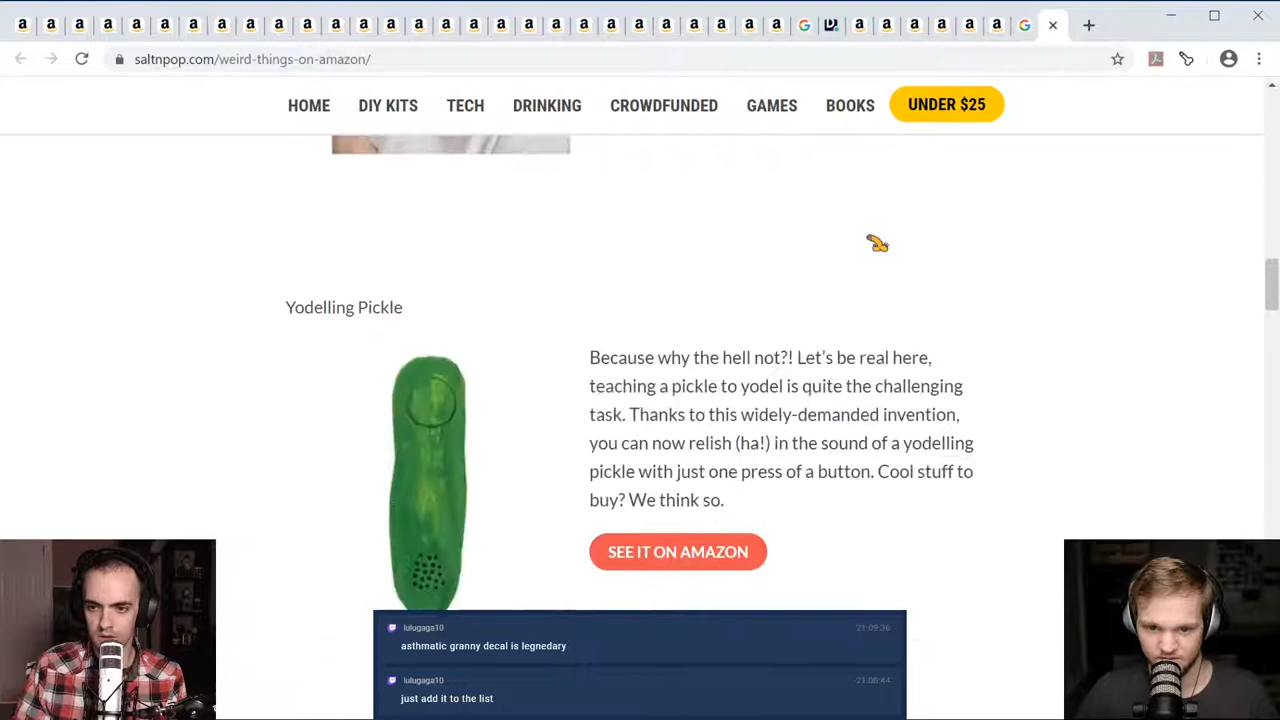 saltnpop.com/weird-things-on-amazon/
HOME DIY KITS TECH DRINKING CROWDFUNDED GAMES BOOKS UNDER $25
Yodelling Pickle
Because why the hell not?! Let's be real here,
teaching a pickle to yodel is quite the challenging
task. Thanks to this widely-demanded invention,
you can now relish (ha!) in the sound of a yodelling
pickle with just one press of a button. Cool stuff to
buy? We think so.
SEE IT ON AMAZON
lulugaga10 21:09:36
asthmatic granny decal is legnedary
lulugaga10 21:08:44
just add it to the list